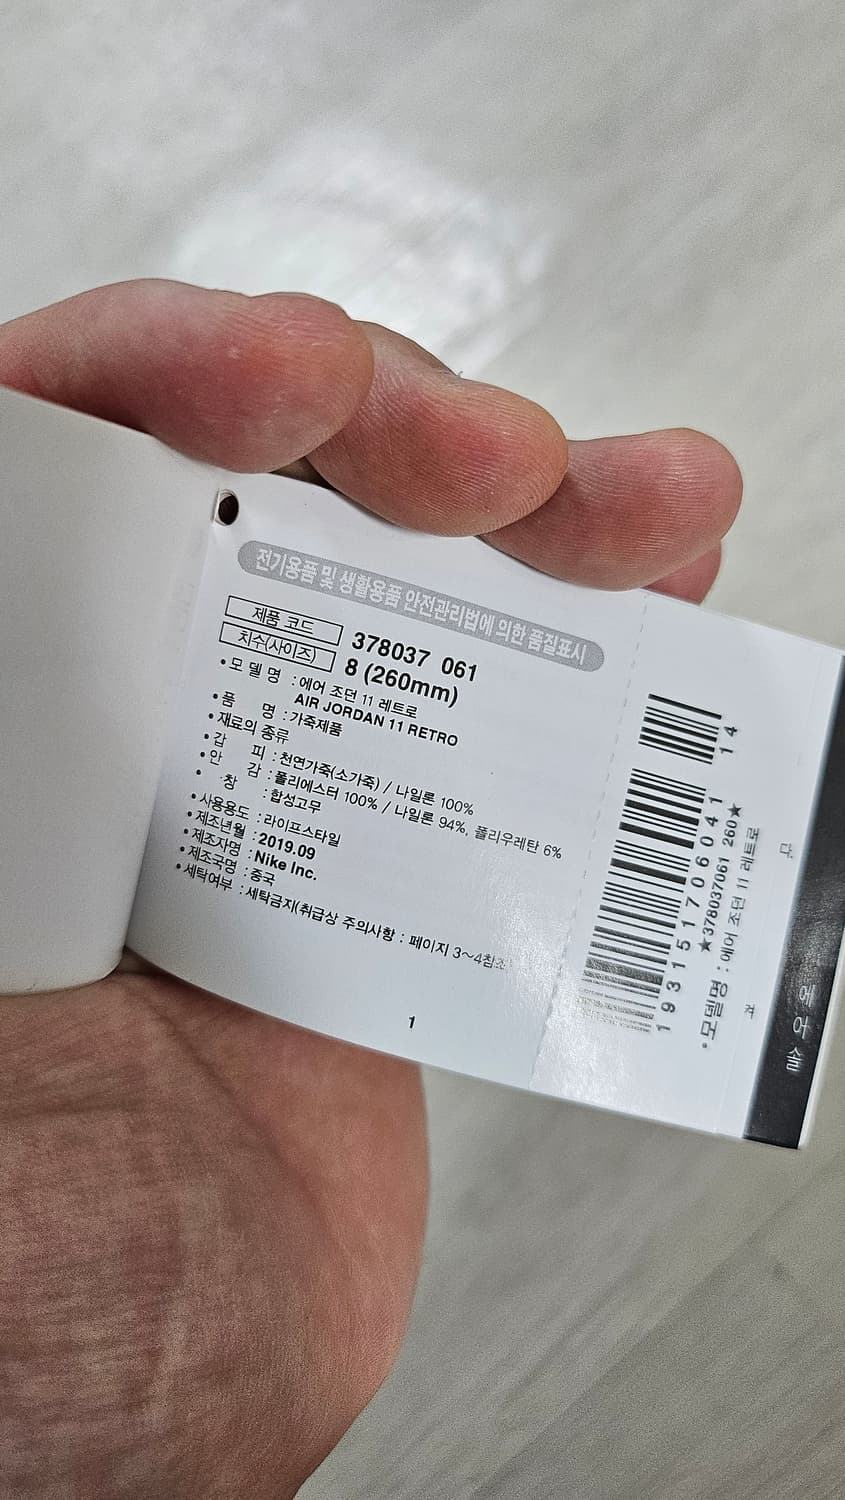 전기용품 및 생활용품 안전관리법에 의한 품질표시
제품 코드 378037 061
치수(사이즈) 8 (260mm)
•모 델 명 : 에어 조던 11 레트로
AIR JORDAN 11 RETRO
•품 명 : 가죽제품
•재료의 종류
•갑 피 : 천연가죽(소가죽) / 나일론 100%
•안 감 : 폴리에스터 100% / 나일론 94%, 폴리우레탄 6%
• 창 : 합성고무
•사용용도 : 라이프스타일
•제조년월 : 2019.09
•제조자명 : Nike Inc.
•제조국명 : 중국
•세탁여부 : 세탁금지(취급상 주의사항 : 페이지 3~4참조
1
14
193151706041
★378037061 260★
•모델명 : 에어 조던 11 레트로
에 어 솔